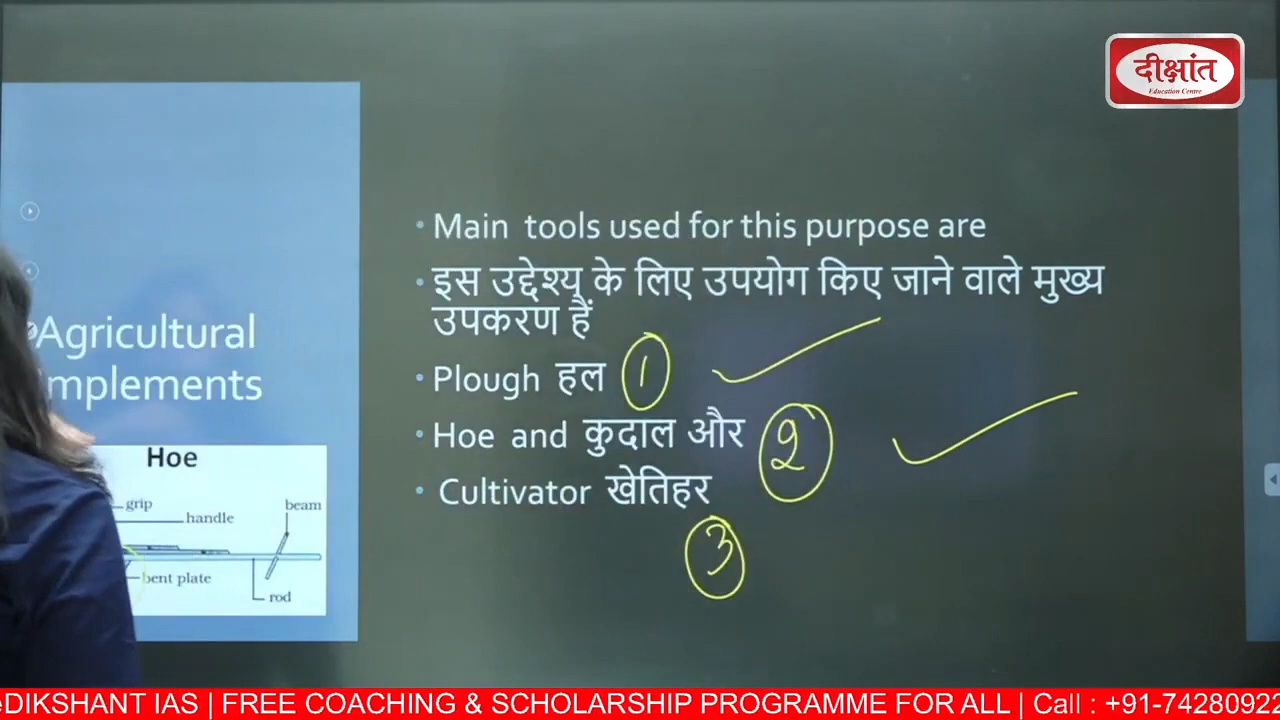 दीक्षांत
Education Centre
• Main tools used for this purpose are
• इस उद्देश्य के लिए उपयोग किए जाने वाले मुख्य
उपकरण हैं
• Plough हल 1
• Hoe and कुदाल और 2
• Cultivator खेतिहर
3
Agricultural
Implements
Hoe
grip
handle
beam
bent plate
rod
DIKSHANT IAS | FREE COACHING & SCHOLARSHIP PROGRAMME FOR ALL | Call : +91-74280922